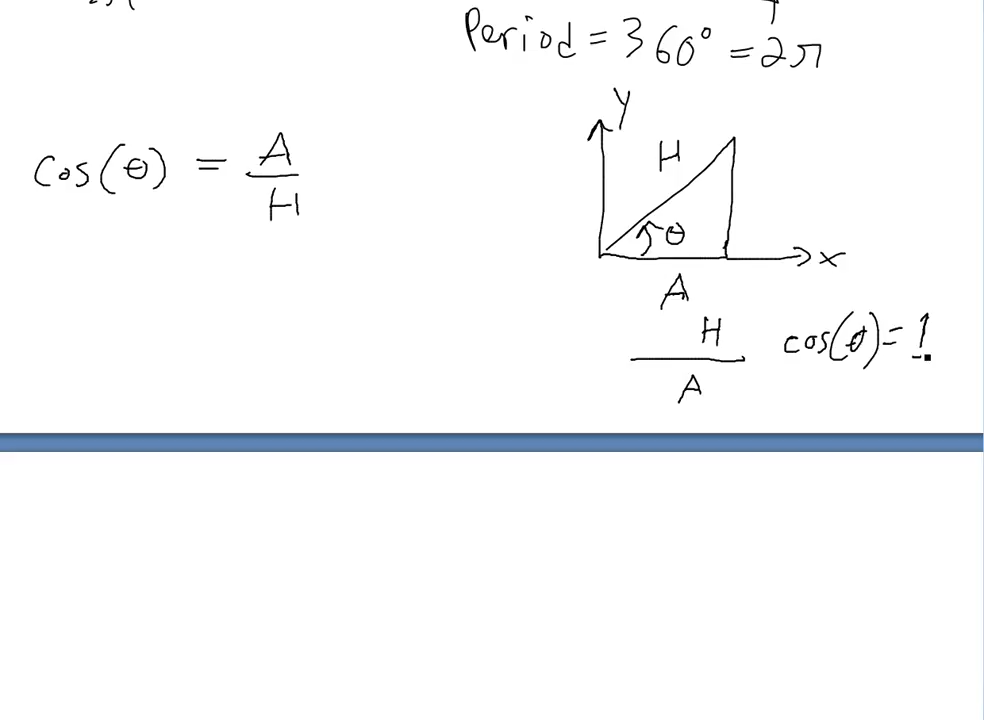 Period = 360° = 2π
y
cos(θ) = A/H
H
θ
x
A
H
cos(θ) = 1
A